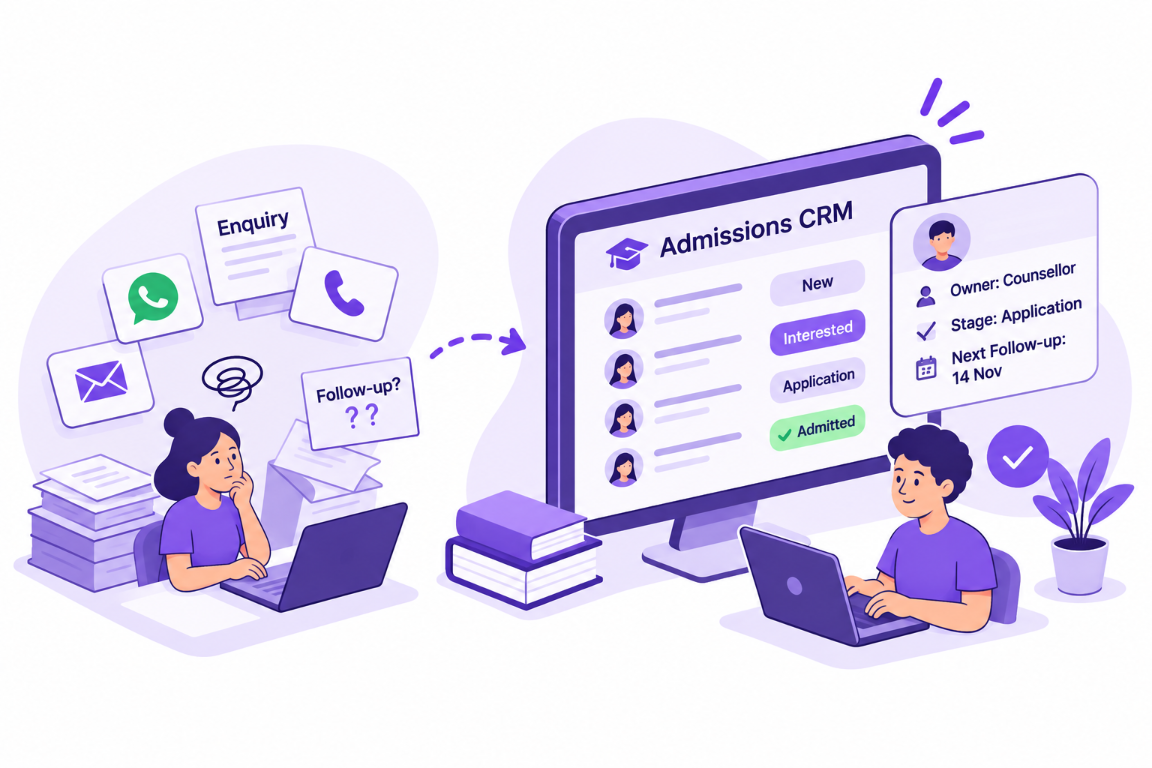 Enquiry
Follow-up?
? ?
Admissions CRM
New
Interested
Application
Admitted
Owner: Counsellor
Stage: Application
Next Follow-up:
14 Nov